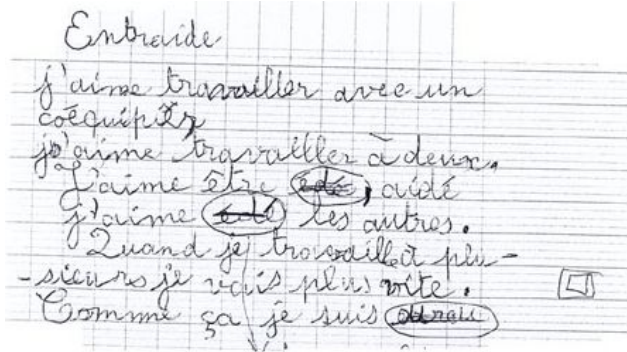 Entraide
j'aime travailler avec un
coéquipier
j'aime travailler à deux.
J'aime être aidé
j'aime les autres.
Quand je travaille à plu-
-sieurs je vais plus vite.
Comme ça je suis